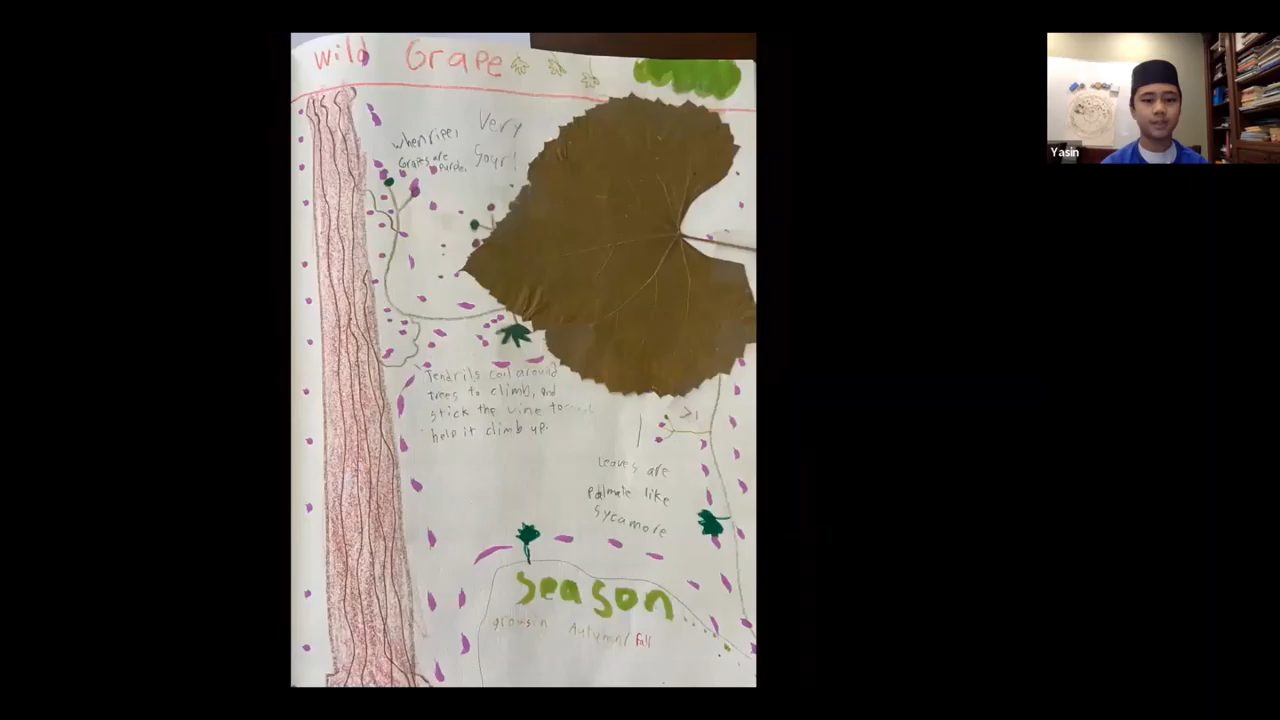 wild Grape
when ripe,
Grapes are
purple.
Very
Sour!
Tendrils coil around
trees to climb, and
stick the vine to
help it climb up.
Leaves are
palmate like
Sycamore
Season
grows in Autumn/Fall
Yasin